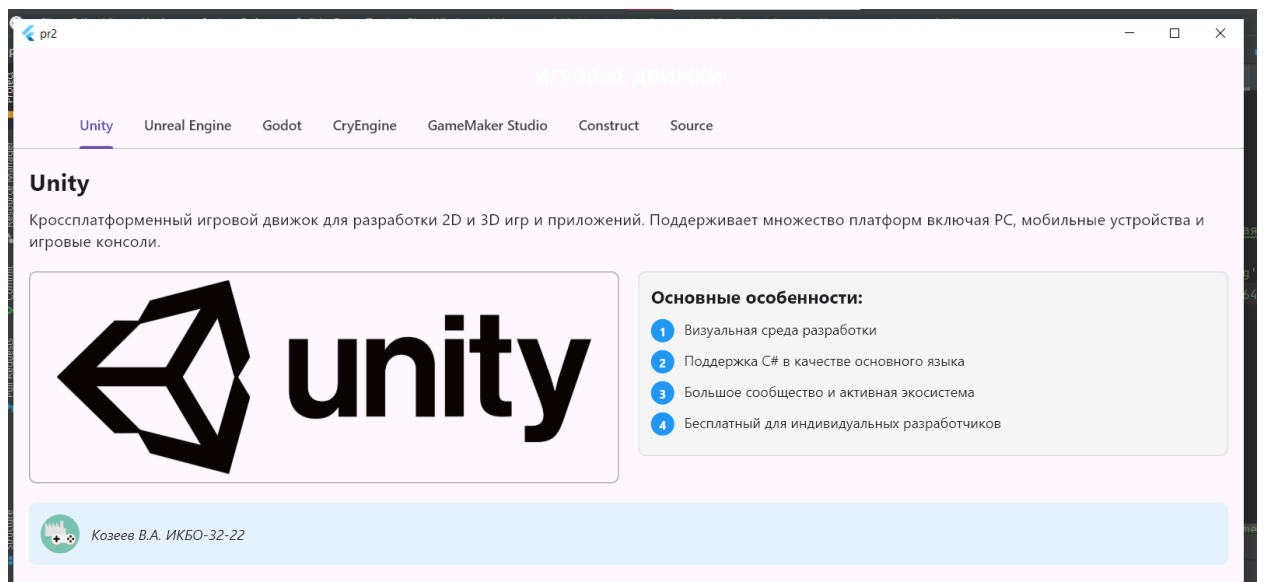 pr2
ИГРОВЫЕ ДВИЖКИ
Unity Unreal Engine Godot CryEngine GameMaker Studio Construct Source
Unity
Кроссплатформенный игровой движок для разработки 2D и 3D игр и приложений. Поддерживает множество платформ включая PC, мобильные устройства и
игровые консоли.
unity
Основные особенности:
1 Визуальная среда разработки
2 Поддержка C# в качестве основного языка
3 Большое сообщество и активная экосистема
4 Бесплатный для индивидуальных разработчиков
Козеев В.А. ИКБО-32-22